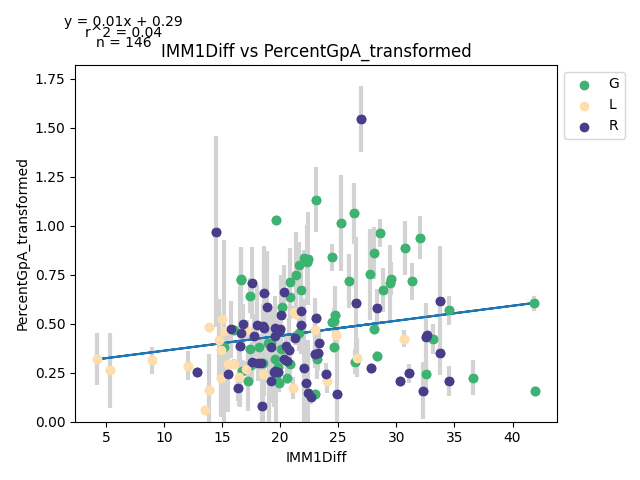 y = 0.01x + 0.29
r^2 = 0.04
n = 146
IMM1Diff vs PercentGpA_transformed
G
L
R
PercentGpA_transformed
1.75
1.50
1.25
1.00
0.75
0.50
0.25
0.00
5 10 15 20 25 30 35 40
IMM1Diff